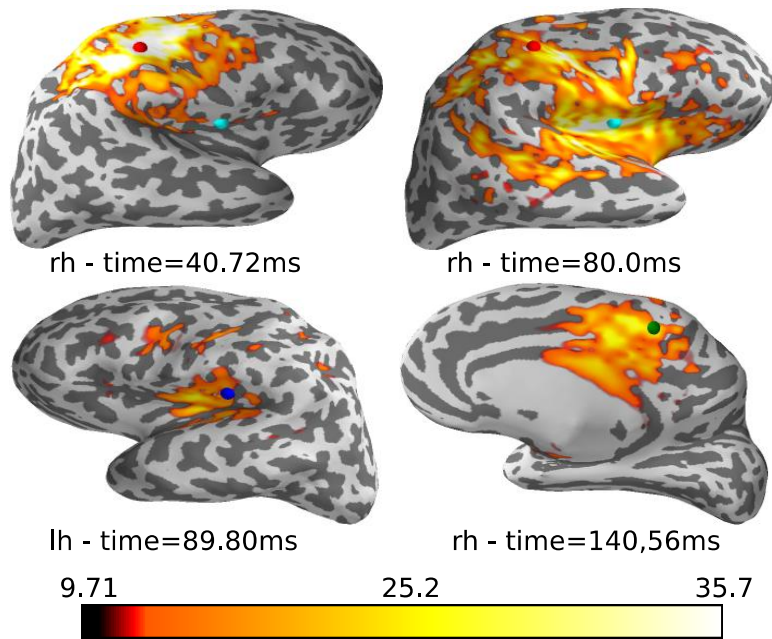 rh - time=40.72ms
rh - time=80.0ms
lh - time=89.80ms
rh - time=140,56ms
9.71 25.2 35.7